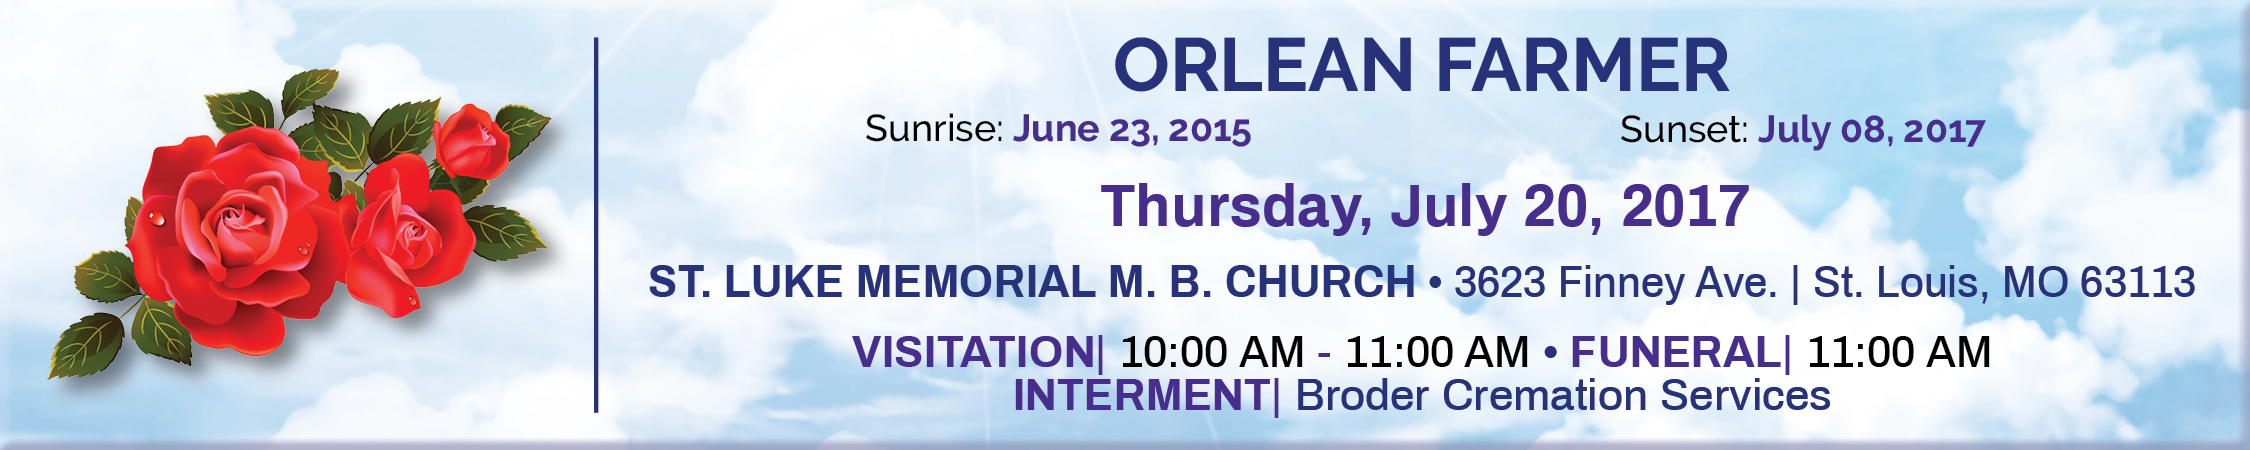 ORLEAN FARMER
Sunrise: June 23, 2015 Sunset: July 08, 2017
Thursday, July 20, 2017
ST. LUKE MEMORIAL M. B. CHURCH • 3623 Finney Ave. | St. Louis, MO 63113
VISITATION| 10:00 AM - 11:00 AM • FUNERAL| 11:00 AM
INTERMENT| Broder Cremation Services